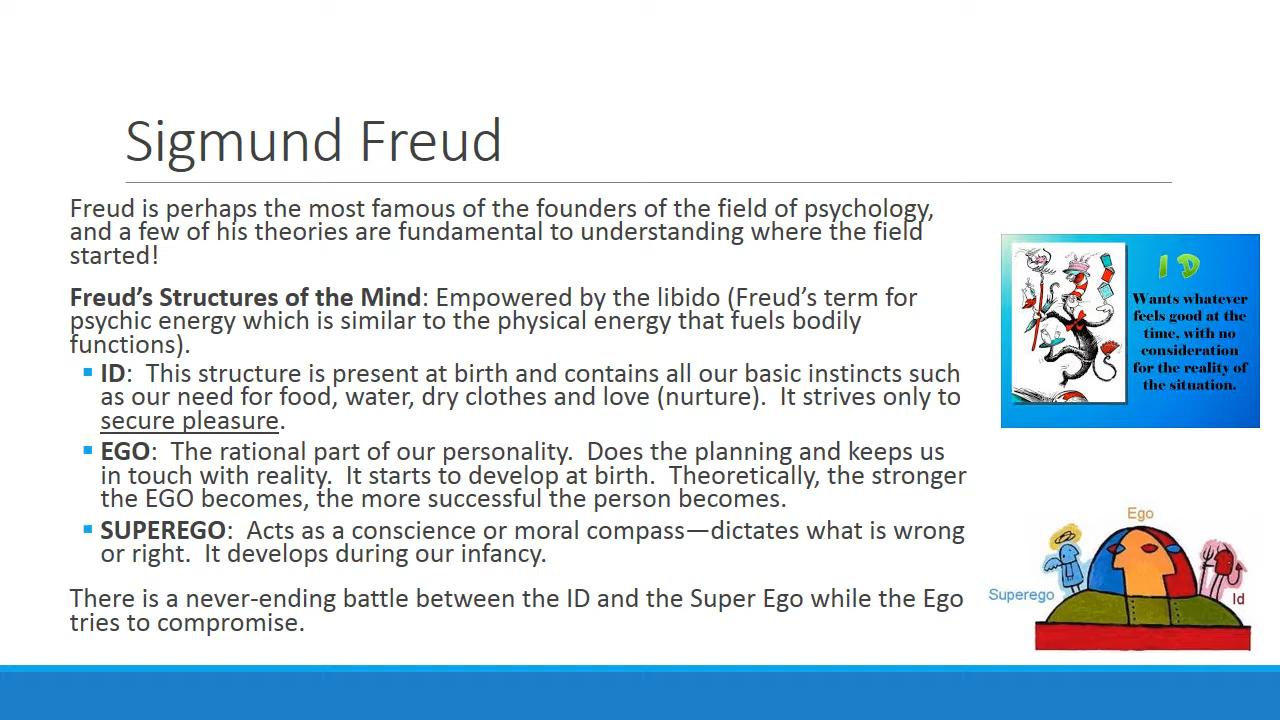 Sigmund Freud
Freud is perhaps the most famous of the founders of the field of psychology,
and a few of his theories are fundamental to understanding where the field
started!
Freud’s Structures of the Mind: Empowered by the libido (Freud’s term for
psychic energy which is similar to the physical energy that fuels bodily
functions).
▪ ID: This structure is present at birth and contains all our basic instincts such
as our need for food, water, dry clothes and love (nurture). It strives only to
secure pleasure.
▪ EGO: The rational part of our personality. Does the planning and keeps us
in touch with reality. It starts to develop at birth. Theoretically, the stronger
the EGO becomes, the more successful the person becomes.
▪ SUPEREGO: Acts as a conscience or moral compass—dictates what is wrong
or right. It develops during our infancy.
There is a never-ending battle between the ID and the Super Ego while the Ego
tries to compromise.
ID
Wants whatever
feels good at the
time, with no
consideration
for the reality of
the situation.
Ego
Superego
Id